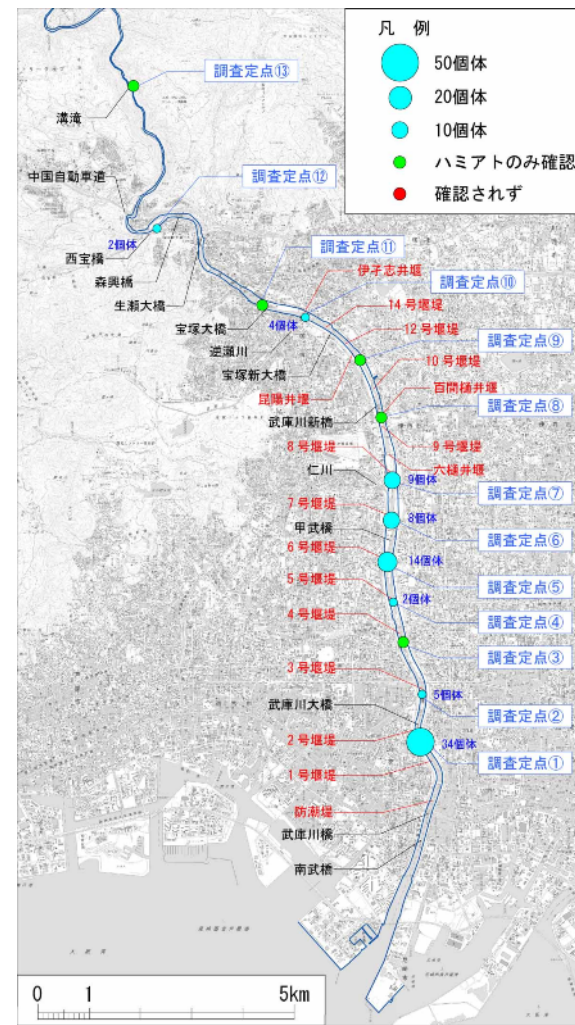 凡 例
50個体
20個体
10個体
ハミアトのみ確認
確認されず
調査定点⑬
溝滝
中国自動車道
調査定点⑫
2個体
西宝橋
森興橋
生瀬大橋
調査定点⑪
伊孑志井堰
調査定点⑩
宝塚大橋
4個体
14号堰堤
逆瀬川
12号堰堤
宝塚新大橋
調査定点⑨
10号堰堤
昆陽井堰
百間樋井堰
武庫川新橋
調査定点⑧
8号堰堤
9号堰堤
仁川
六樋井堰
9個体
調査定点⑦
7号堰堤
8個体
甲武橋
調査定点⑥
6号堰堤
14個体
5号堰堤
調査定点⑤
2個体
4号堰堤
調査定点④
調査定点③
3号堰堤
5個体
武庫川大橋
調査定点②
2号堰堤
34個体
調査定点①
1号堰堤
防潮堤
武庫川橋
南武橋
0 1 5km